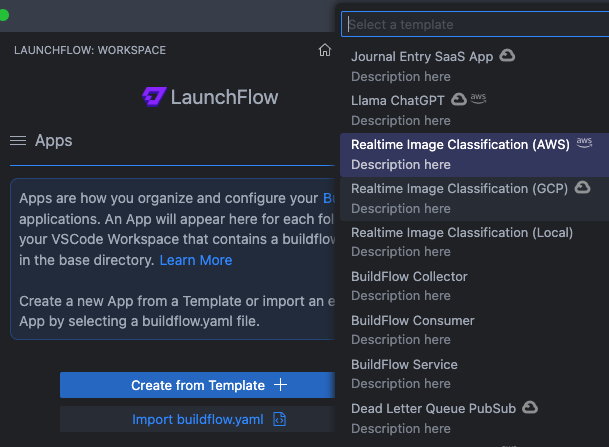 LAUNCHFLOW: WORKSPACE
LaunchFlow
Apps
Apps are how you organize and configure your
applications. An App will appear here for each
your VSCode Workspace that contains a
in the base directory. Learn More
Create a new App from a Template or import an
App by selecting a buildflow.yaml file.
Create from Template
Import buildflow.yaml
Select a template
Journal Entry SaaS App
Description here
Llama ChatGPT aws
Description here
Realtime Image Classification (AWS) aws
Description here
Realtime Image Classification (GCP)
Description here
Realtime Image Classification (Local)
Description here
BuildFlow Collector
Description here
BuildFlow Consumer
Description here
BuildFlow Service
Description here
Dead Letter Queue PubSub
Description here